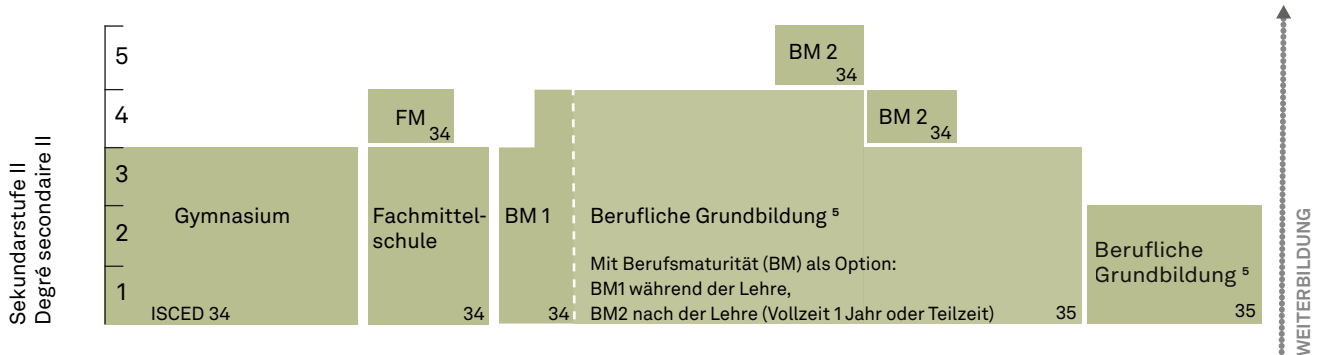 Sekundarstufe II
Degré secondaire II
5
4
3
2
1
Gymnasium
ISCED 34
FM
34
Fachmittel-
schule
34
BM 1
34
BM 2
34
BM 2
34
Berufliche Grundbildung ⁵
Mit Berufsmaturität (BM) als Option:
BM1 während der Lehre,
BM2 nach der Lehre (Vollzeit 1 Jahr oder Teilzeit)
35
Berufliche
Grundbildung ⁵
35
WEITERBILDUNG